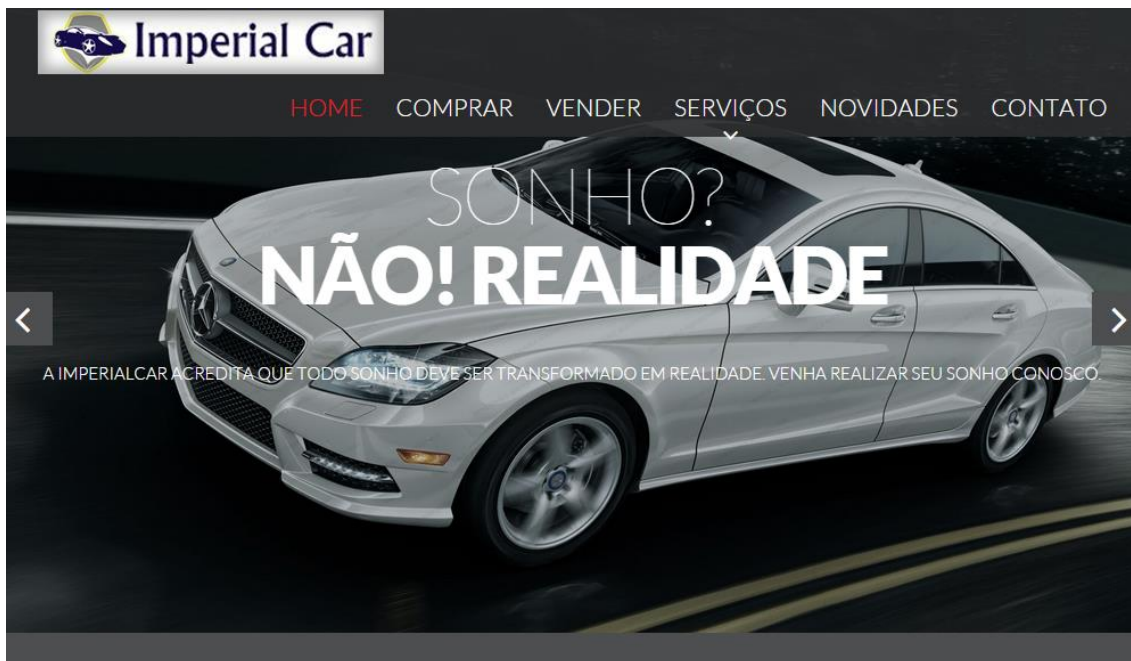 Imperial Car
HOME COMPRAR VENDER SERVIÇOS NOVIDADES CONTATO
SONHO?
NÃO! REALIDADE
A IMPERIALCAR ACREDITA QUE TODO SONHO DEVE SER TRANSFORMADO EM REALIDADE. VENHA REALIZAR SEU SONHO CONOSCO.